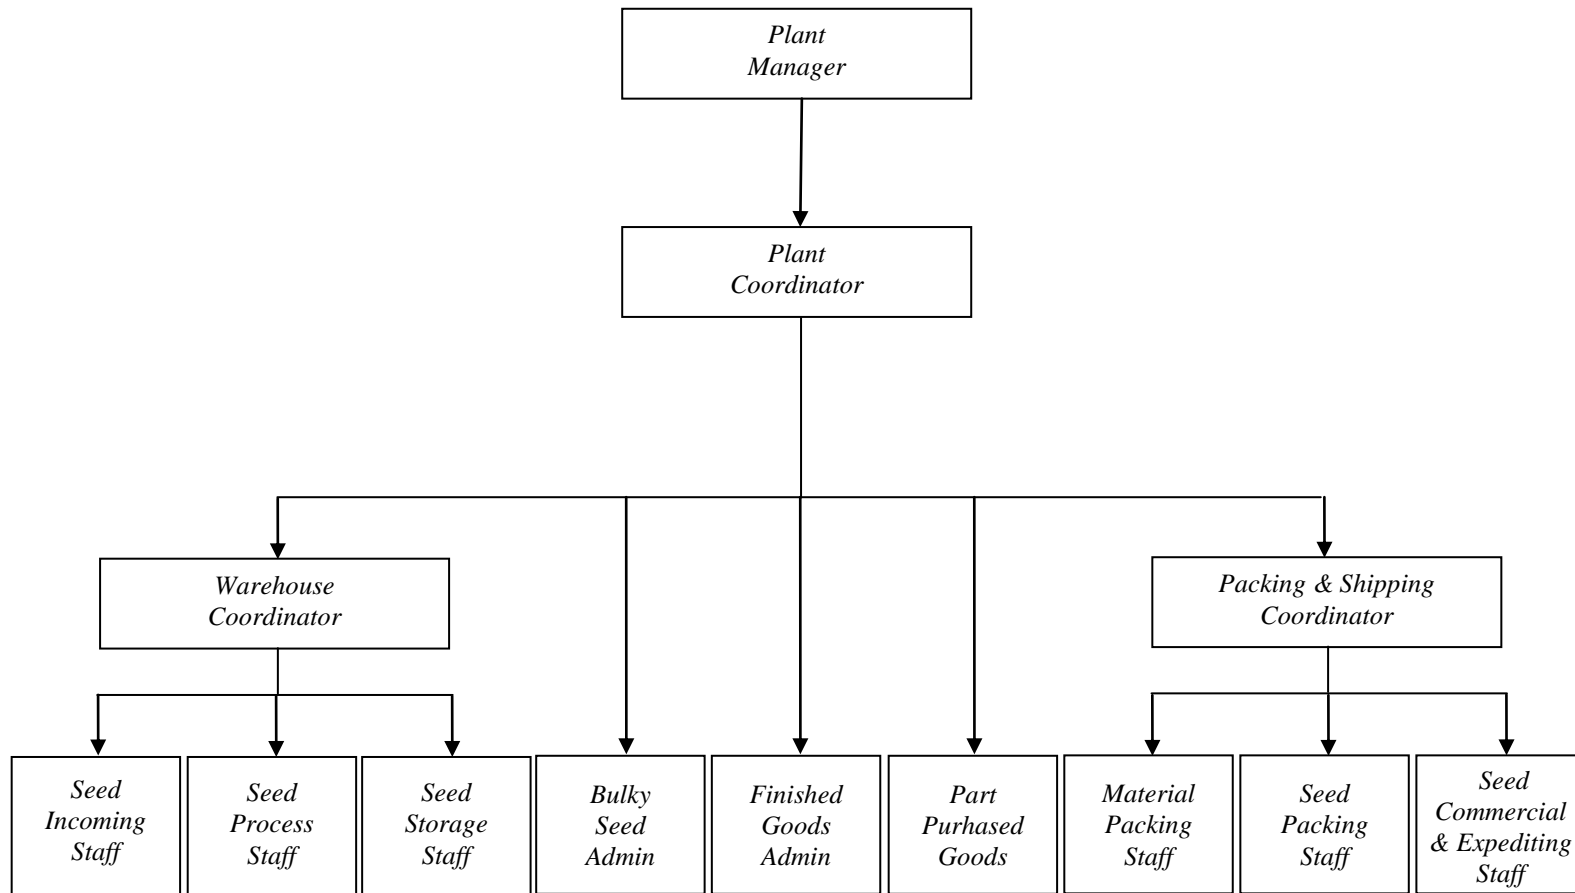 Plant
Manager
Plant
Coordinator
Warehouse
Coordinator
Packing & Shipping
Coordinator
Seed
Incoming
Staff
Seed
Process
Staff
Seed
Storage
Staff
Bulky
Seed
Admin
Finished
Goods
Admin
Part
Purhased
Goods
Material
Packing
Staff
Seed
Packing
Staff
Seed
Commercial
& Expediting
Staff